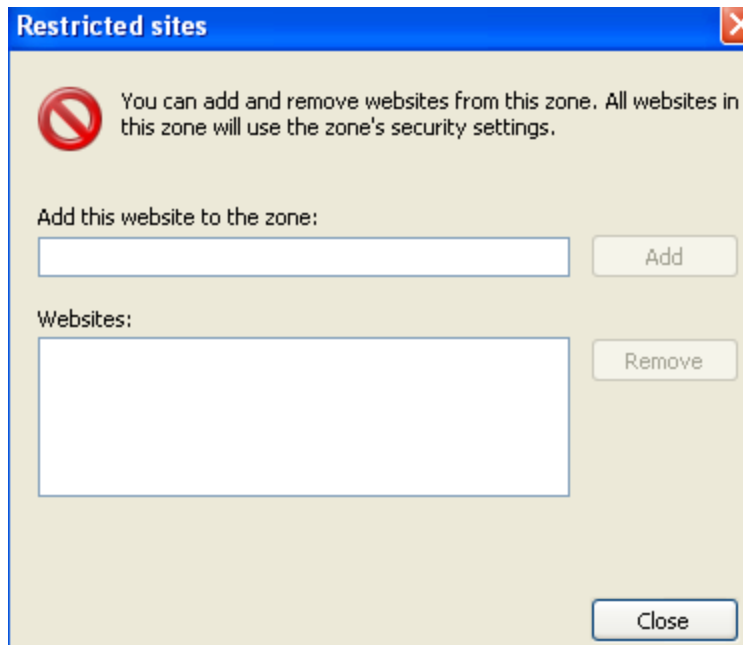 Restricted sites
You can add and remove websites from this zone. All websites in
this zone will use the zone's security settings.
Add this website to the zone:
Add
Websites:
Remove
Close